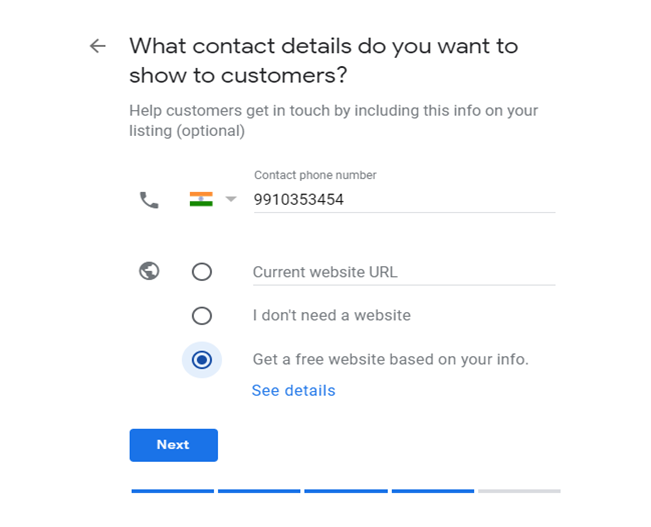 What contact details do you want to
show to customers?
Help customers get in touch by including this info on your
listing (optional)
Contact phone number
9910353454
Current website URL
I don't need a website
Get a free website based on your info.
See details
Next